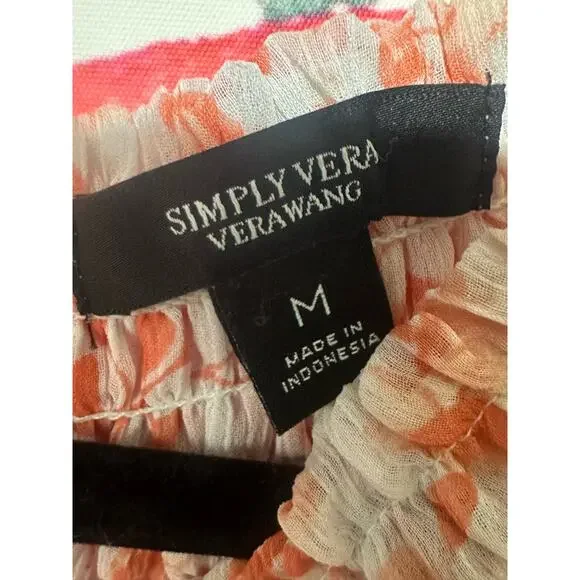 SIMPLY VERA
VERAWANG
M
MADE IN
INDONESIA